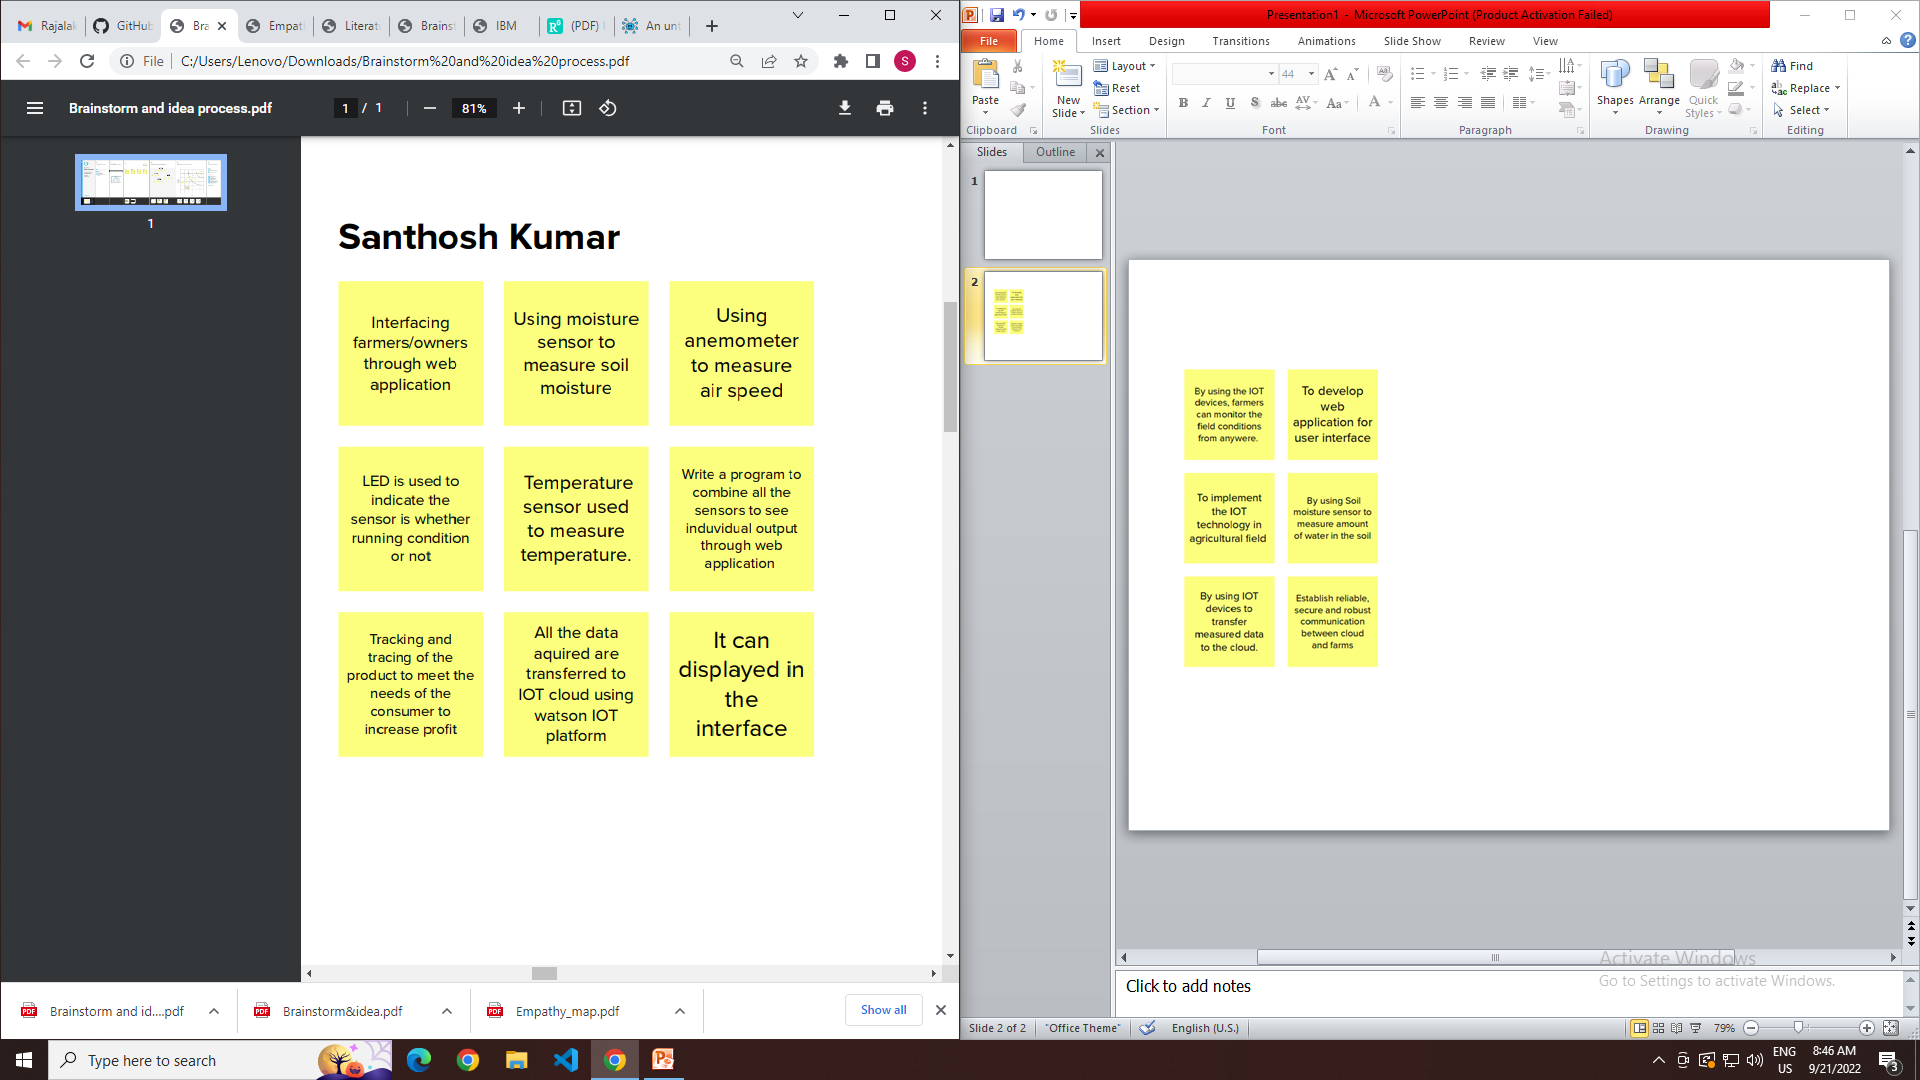 Rajalak
GitHub
Bra
Empath
Literatu
Brainst
IBM
(PDF)
An unt
File
C:/Users/Lenovo/Downloads/Brainstorm%20and%20idea%20process.pdf
S
Brainstorm and idea process.pdf
1 / 1
81%
1
Santhosh Kumar
Interfacing
farmers/owners
through web
application
Using moisture
sensor to
measure soil
moisture
Using
anemometer
to measure
air speed
LED is used to
indicate the
sensor is whether
running condition
or not
Temperature
sensor used
to measure
temperature.
Write a program to
combine all the
sensors to see
induvidual output
through web
application
Tracking and
tracing of the
product to meet the
needs of the
consumer to
increase profit
All the data
aquired are
transferred to
IOT cloud using
watson IOT
platform
It can
displayed in
the
interface
Brainstorm and id....pdf
Brainstorm&idea.pdf
Empathy_map.pdf
Show all
Presentation1 - Microsoft PowerPoint (Product Activation Failed)
File
Home
Insert
Design
Transitions
Animations
Slide Show
Review
View
Paste
Clipboard
New
Slide
Layout
Reset
Section
Slides
44
Font
Paragraph
Shapes
Arrange
Quick
Styles
Drawing
Find
Replace
Select
Editing
Slides
Outline
1
2
By using the IOT
devices, farmers
can monitor the
field conditions
from anywere.
To develop
web
application for
user interface
To implement
the IOT
technology in
agricultural field
By using Soil
moisture sensor to
measure amount
of water in the soil
By using IOT
devices to
transfer
measured data
to the cloud.
Establish reliable,
secure and robust
communication
between cloud
and farms
Activate Windows
Go to Settings to activate Windows.
Click to add notes
Slide 2 of 2
"Office Theme"
English (U.S.)
79%
Type here to search
ENG
US
8:46 AM
9/21/2022
3